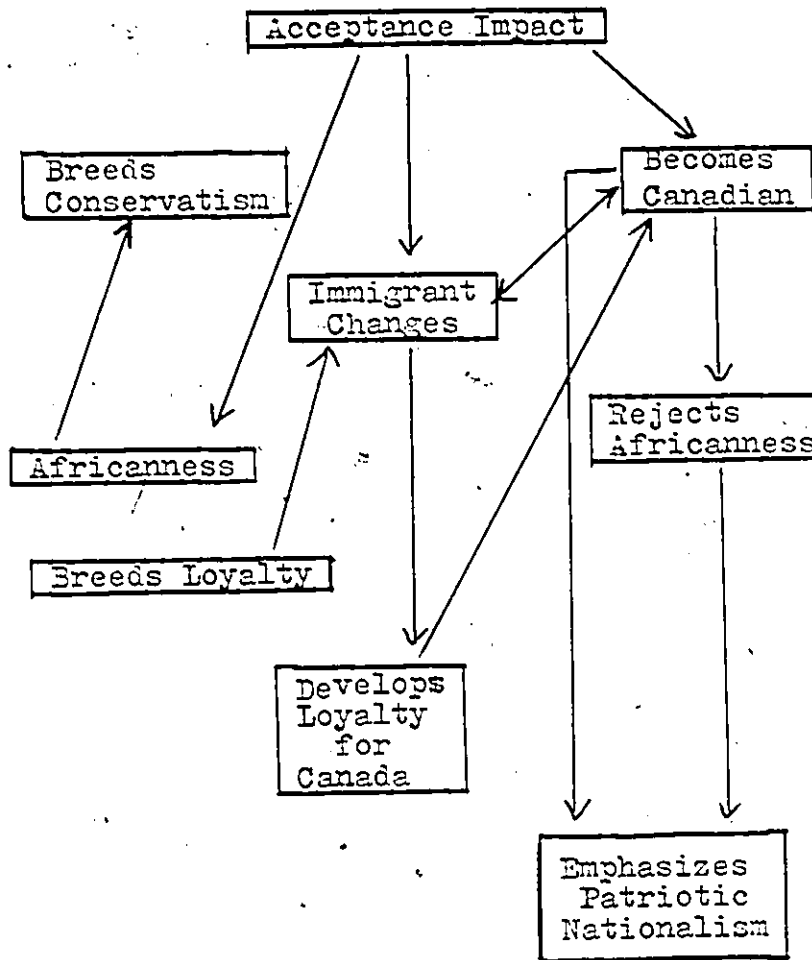 Acceptance Impact
Breeds
Conservatism
Becomes
Canadian
Immigrant
Changes
Rejects
Africanness
Africanness
Breeds Loyalty
Develops
Loyalty
for
Canada
Emphasizes
Patriotic
Nationalism